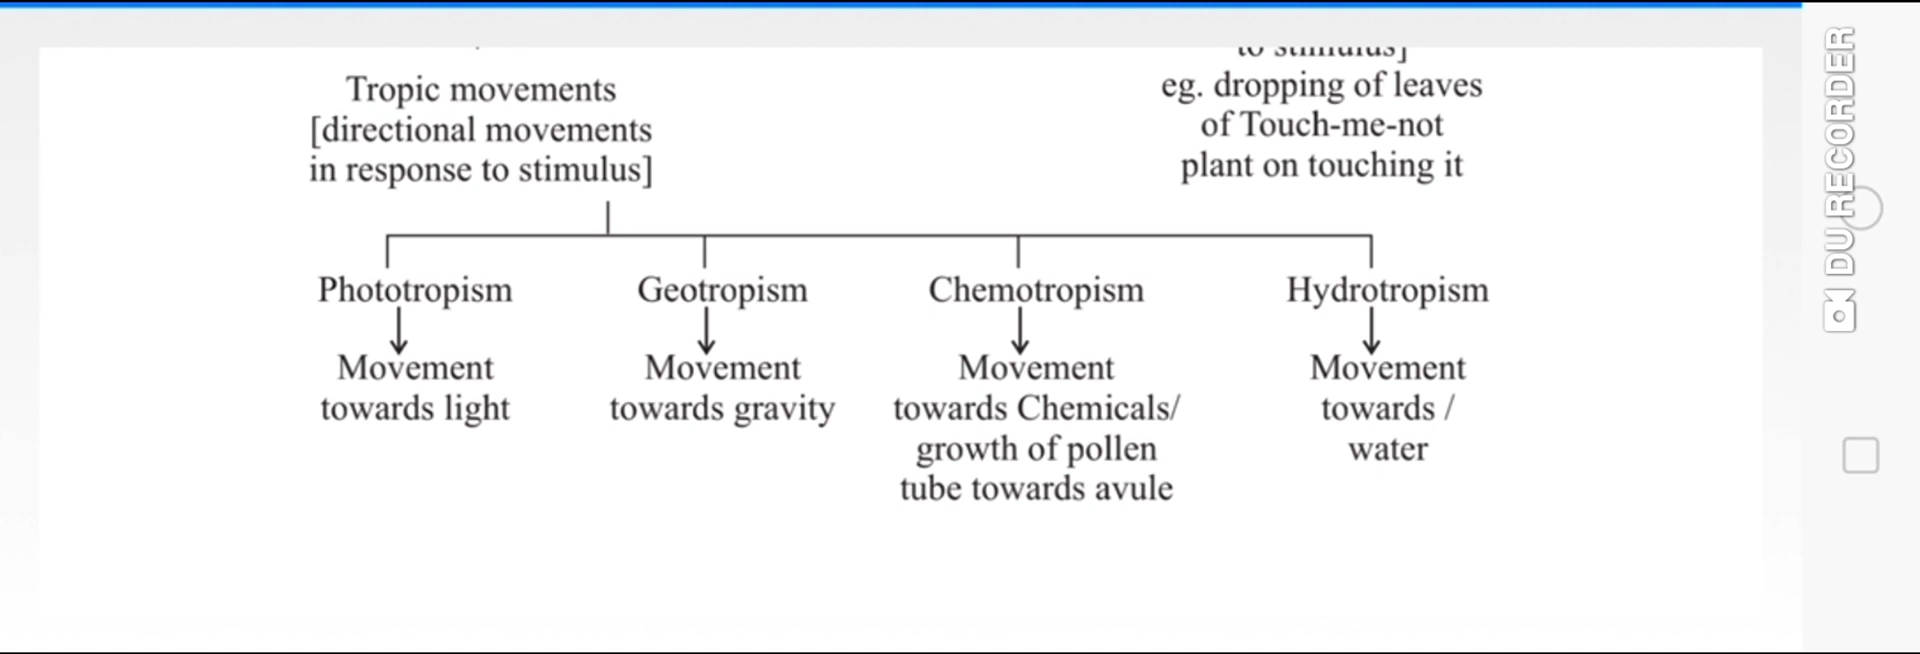 to stimulus]
Tropic movements
[directional movements
in response to stimulus]
eg. dropping of leaves
of Touch-me-not
plant on touching it
Phototropism
Geotropism
Chemotropism
Hydrotropism
Movement
towards light
Movement
towards gravity
Movement
towards Chemicals/
growth of pollen
tube towards avule
Movement
towards /
water
DU RECORDER